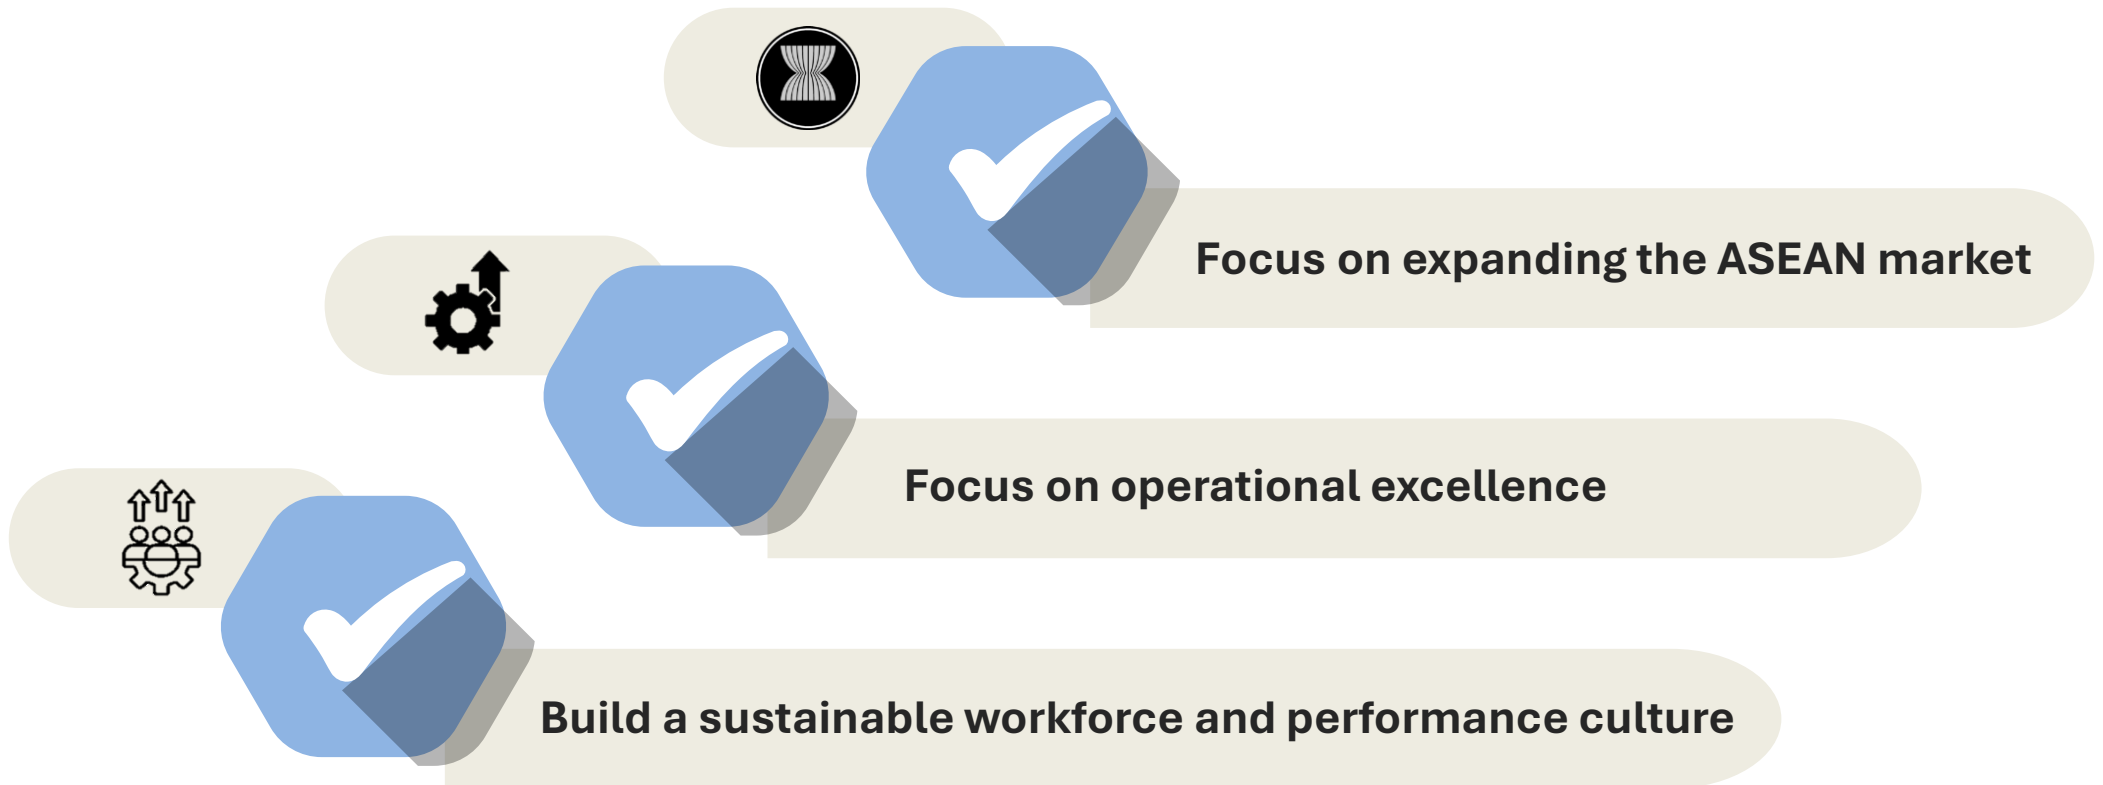 Focus on expanding the ASEAN market
Focus on operational excellence
Build a sustainable workforce and performance culture